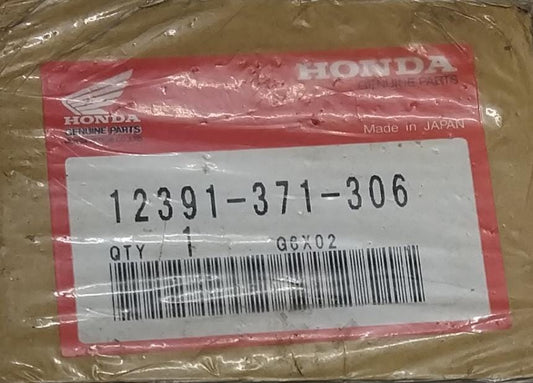 HONDA
GENUINE PARTS
HONDA
GENUINE PARTS
Made in JAPAN
12391-371-306
QTY 1 G6X02